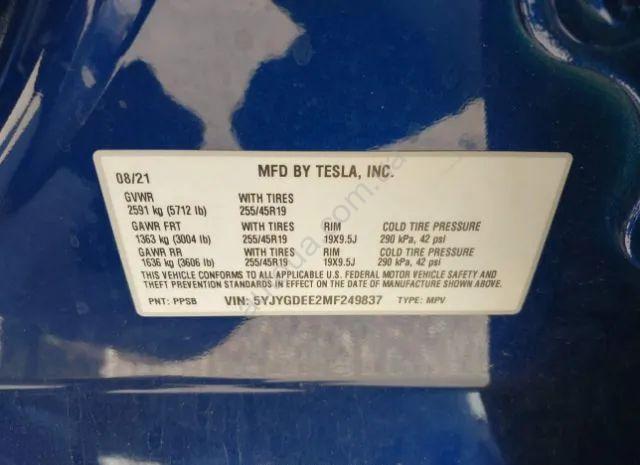 MFD BY TESLA, INC.
08/21
GVWR WITH TIRES
2591 kg (5712 lb) 255/45R19
GAWR FRT WITH TIRES RIM COLD TIRE PRESSURE
1363 kg (3004 lb) 255/45R19 19X9.5J 290 kPa, 42 psi
GAWR RR WITH TIRES RIM COLD TIRE PRESSURE
1636 kg (3606 lb) 255/45R19 19X9.5J 290 kPa, 42 psi
THIS VEHICLE CONFORMS TO ALL APPLICABLE U.S. FEDERAL MOTOR VEHICLE SAFETY AND
THEFT PREVENTION STANDARDS IN EFFECT ON THE DATE OF MANUFACTURE SHOWN ABOVE.
PNT: PPSB VIN: 5YJYGDEE2MF249837 TYPE: MPV